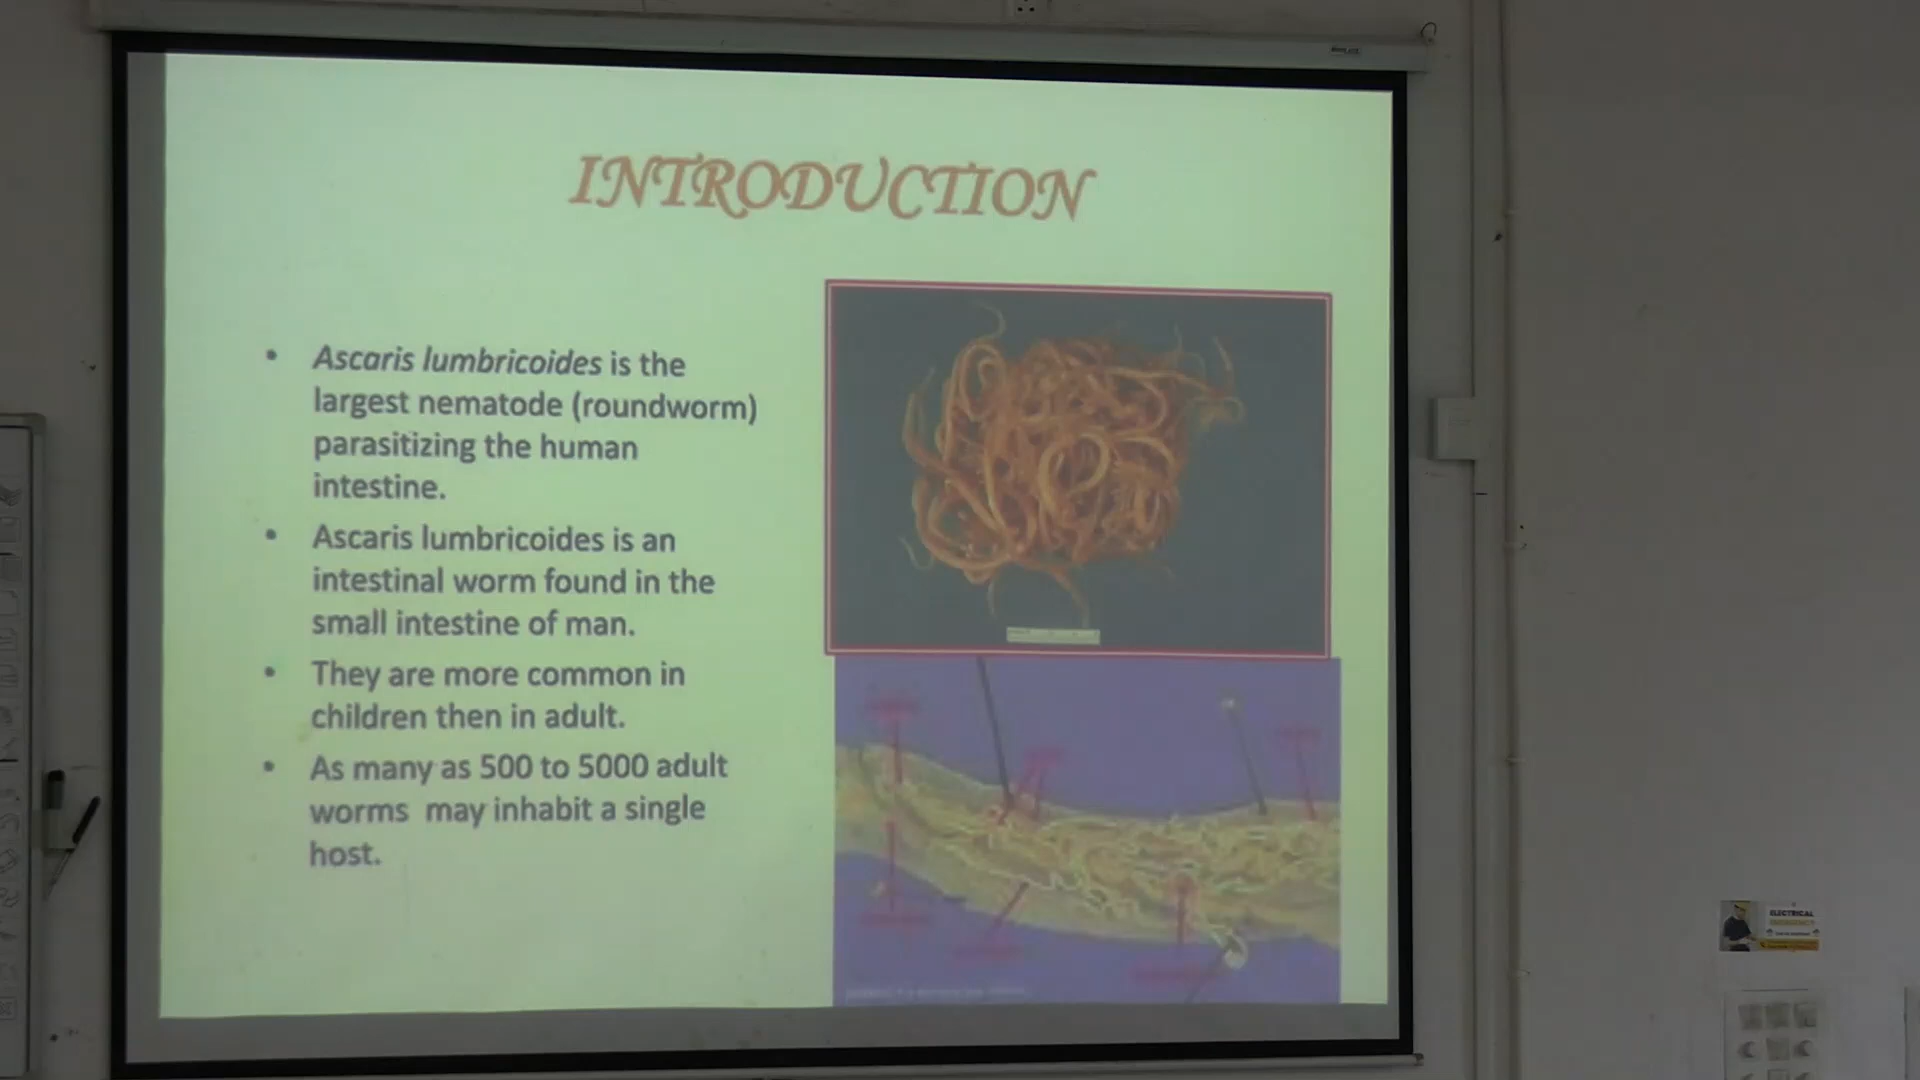 INTRODUCTION
• Ascaris lumbricoides is the
largest nematode (roundworm)
parasitizing the human
intestine.
• Ascaris lumbricoides is an
intestinal worm found in the
small intestine of man.
• They are more common in
children then in adult.
• As many as 500 to 5000 adult
worms may inhabit a single
host.
ELECTRICAL
EMERGENCY